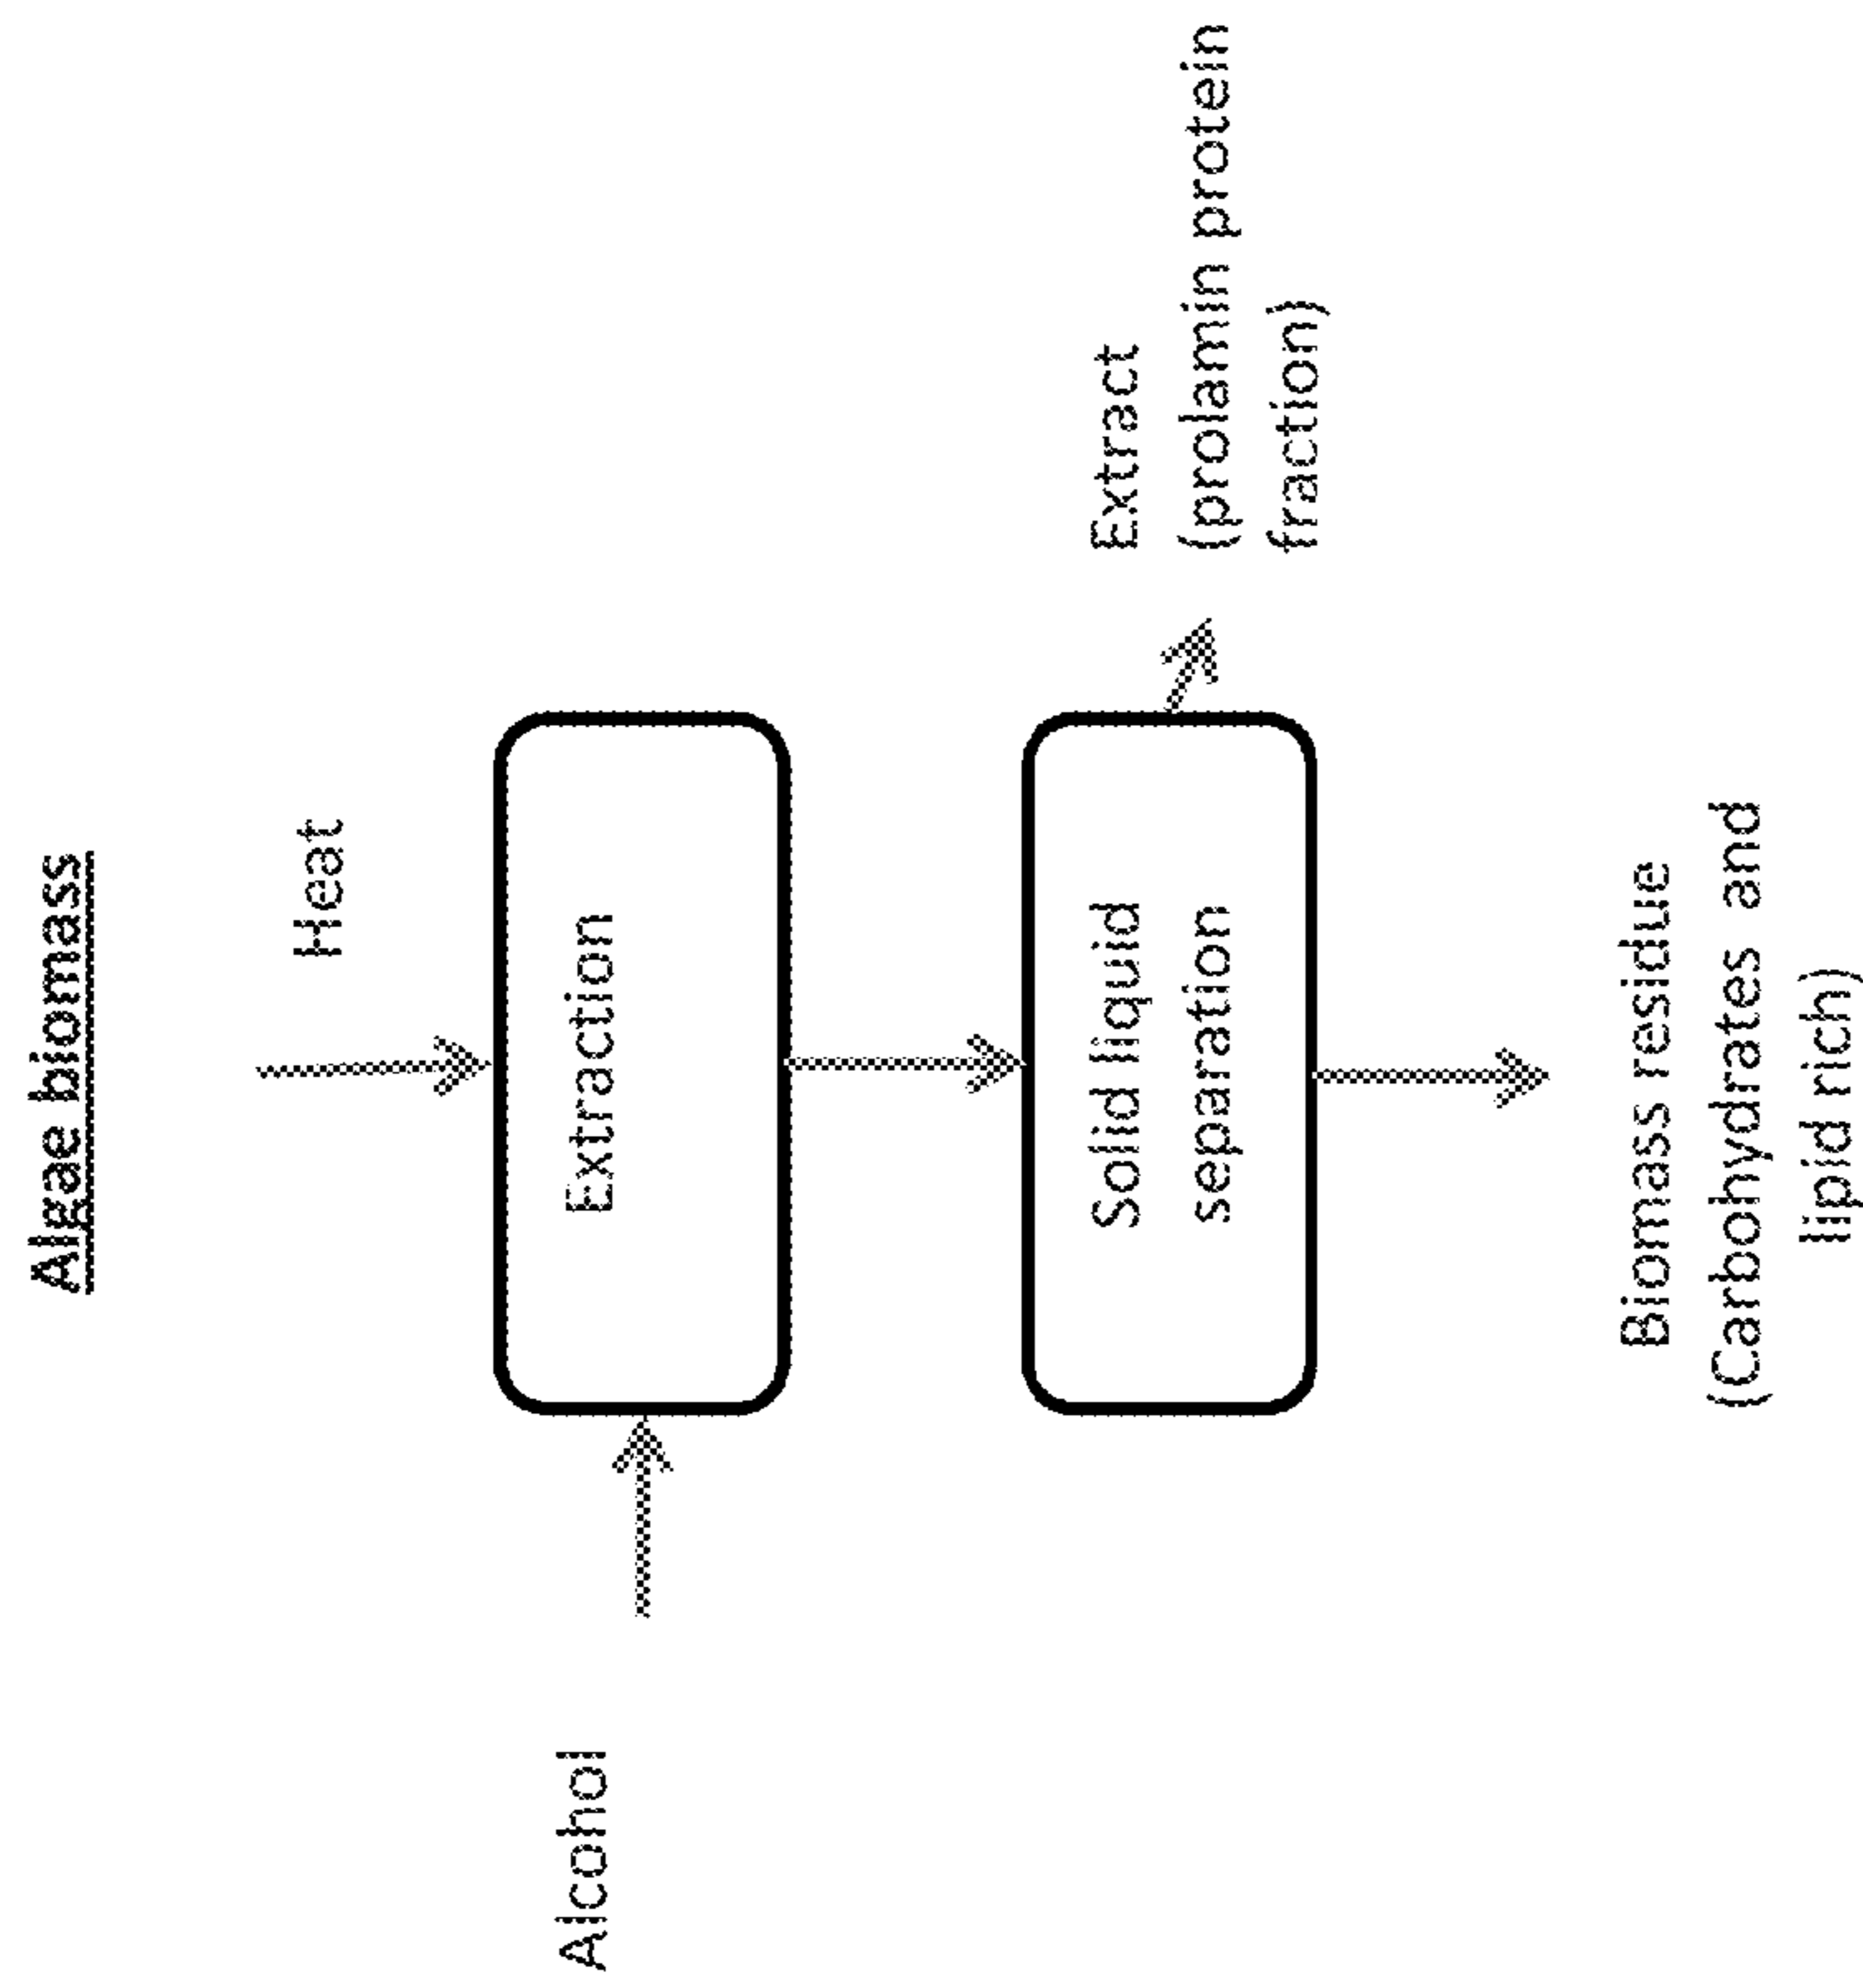 Algae biomass
Heat
Alcohol
Extraction
Solid liquid
separation
Extract
(prolamin protein
fraction)
Biomass residue
(Carbohydrates and
lipid rich)